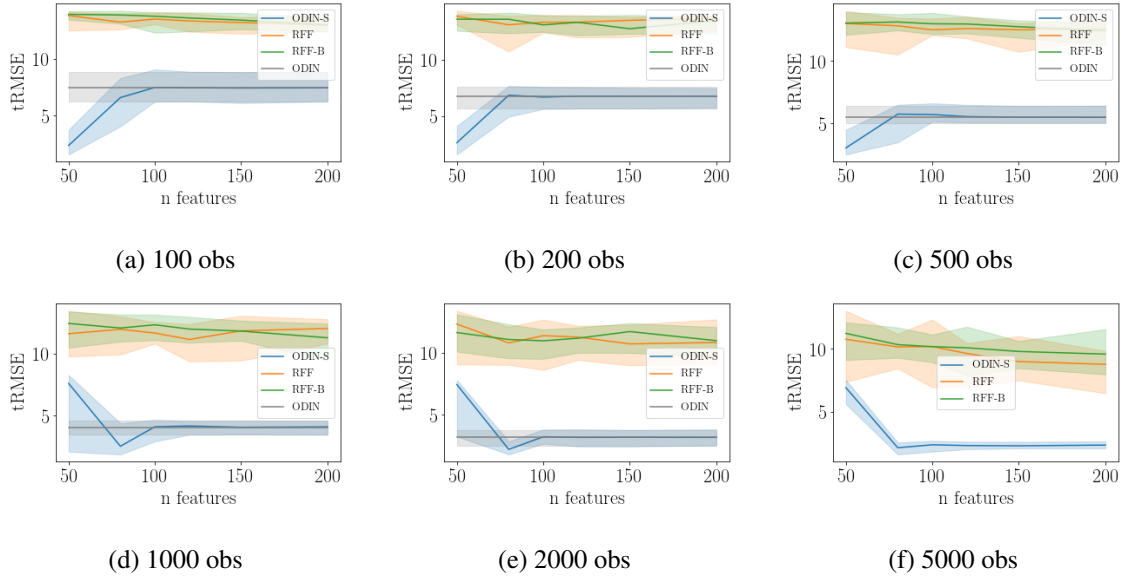 tRMSE
10
5
50
100
150
200
n features
ODIN-S
RFF
RFF-B
ODIN
(a) 100 obs
tRMSE
10
5
50
100
150
200
n features
ODIN-S
RFF
RFF-B
ODIN
(b) 200 obs
tRMSE
10
5
50
100
150
200
n features
ODIN-S
RFF
RFF-B
ODIN
(c) 500 obs
tRMSE
10
5
50
100
150
200
n features
ODIN-S
RFF
RFF-B
ODIN
(d) 1000 obs
tRMSE
10
5
50
100
150
200
n features
ODIN-S
RFF
RFF-B
ODIN
(e) 2000 obs
tRMSE
10
5
50
100
150
200
n features
ODIN-S
RFF
RFF-B
(f) 5000 obs